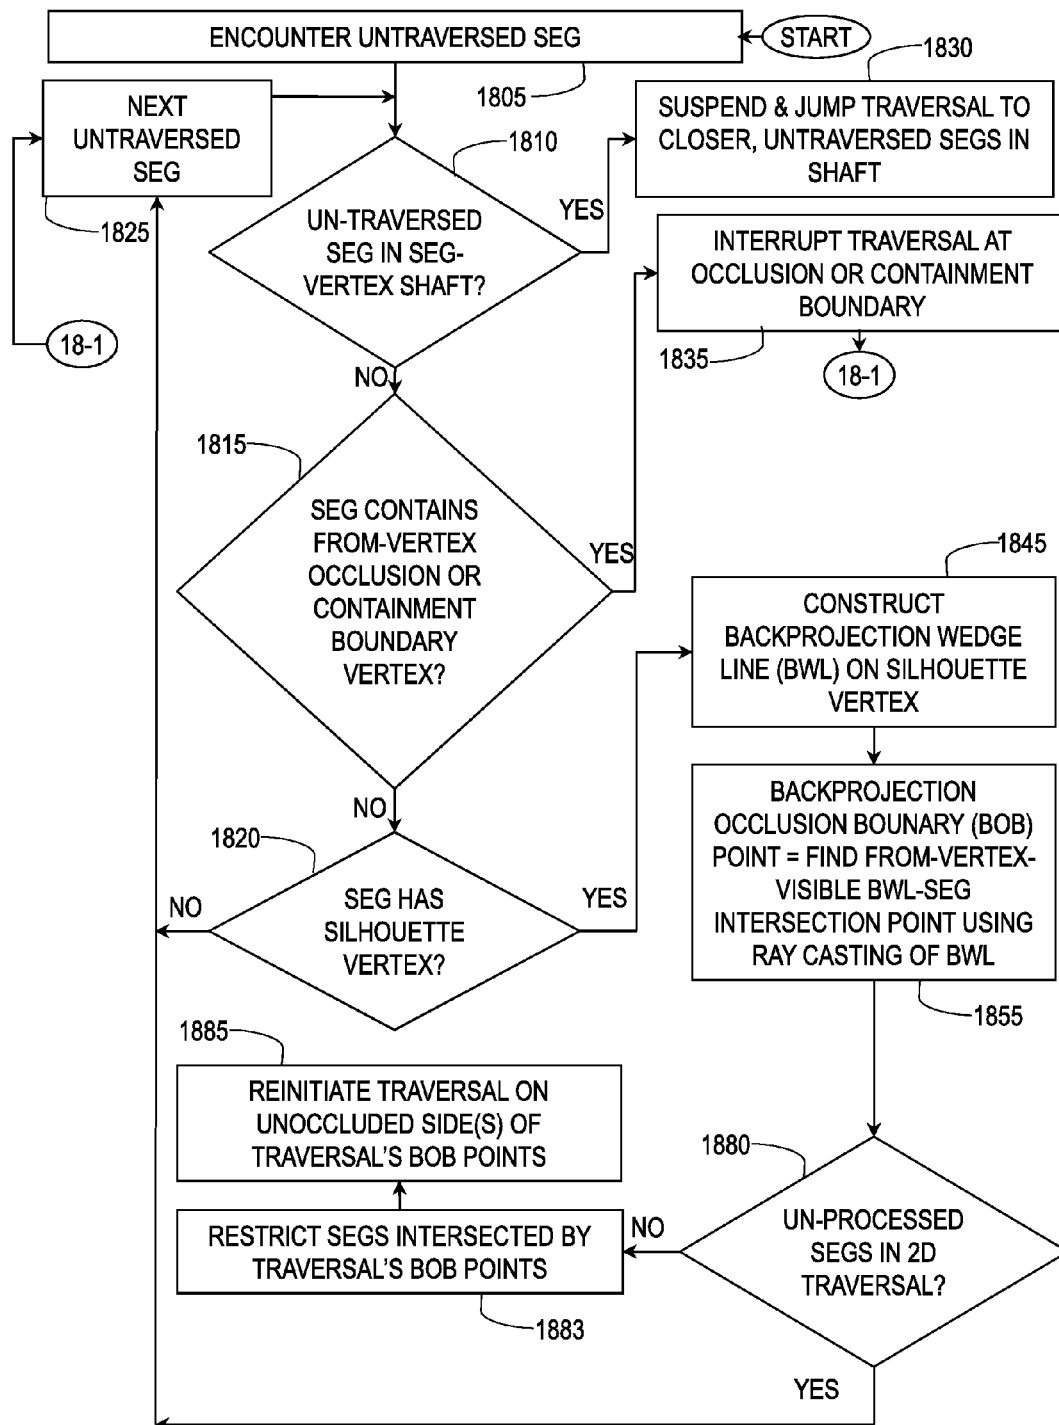 ENCOUNTER UNTRAVERSED SEG
START
1805
1830
NEXT
UNTRAVERSED
SEG
1825
SUSPEND & JUMP TRAVERSAL TO
CLOSER, UNTRAVERSED SEGS IN
SHAFT
1810
UN-TRAVERSED
SEG IN SEG-
VERTEX SHAFT?
YES
NO
INTERRUPT TRAVERSAL AT
OCCLUSION OR CONTAINMENT
BOUNDARY
1835
18-1
18-1
1815
SEG CONTAINS
FROM-VERTEX
OCCLUSION OR
CONTAINMENT
BOUNDARY
VERTEX?
YES
NO
1845
CONSTRUCT
BACKPROJECTION WEDGE
LINE (BWL) ON SILHOUETTE
VERTEX
1820
SEG HAS
SILHOUETTE
VERTEX?
NO
YES
BACKPROJECTION
OCCLUSION BOUNARY (BOB)
POINT = FIND FROM-VERTEX-
VISIBLE BWL-SEG
INTERSECTION POINT USING
RAY CASTING OF BWL
1855
1885
REINITIATE TRAVERSAL ON
UNOCCLUDED SIDE(S) OF
TRAVERSAL'S BOB POINTS
1880
UN-PROCESSED
SEGS IN 2D
TRAVERSAL?
NO
RESTRICT SEGS INTERSECTED BY
TRAVERSAL'S BOB POINTS
1883
YES